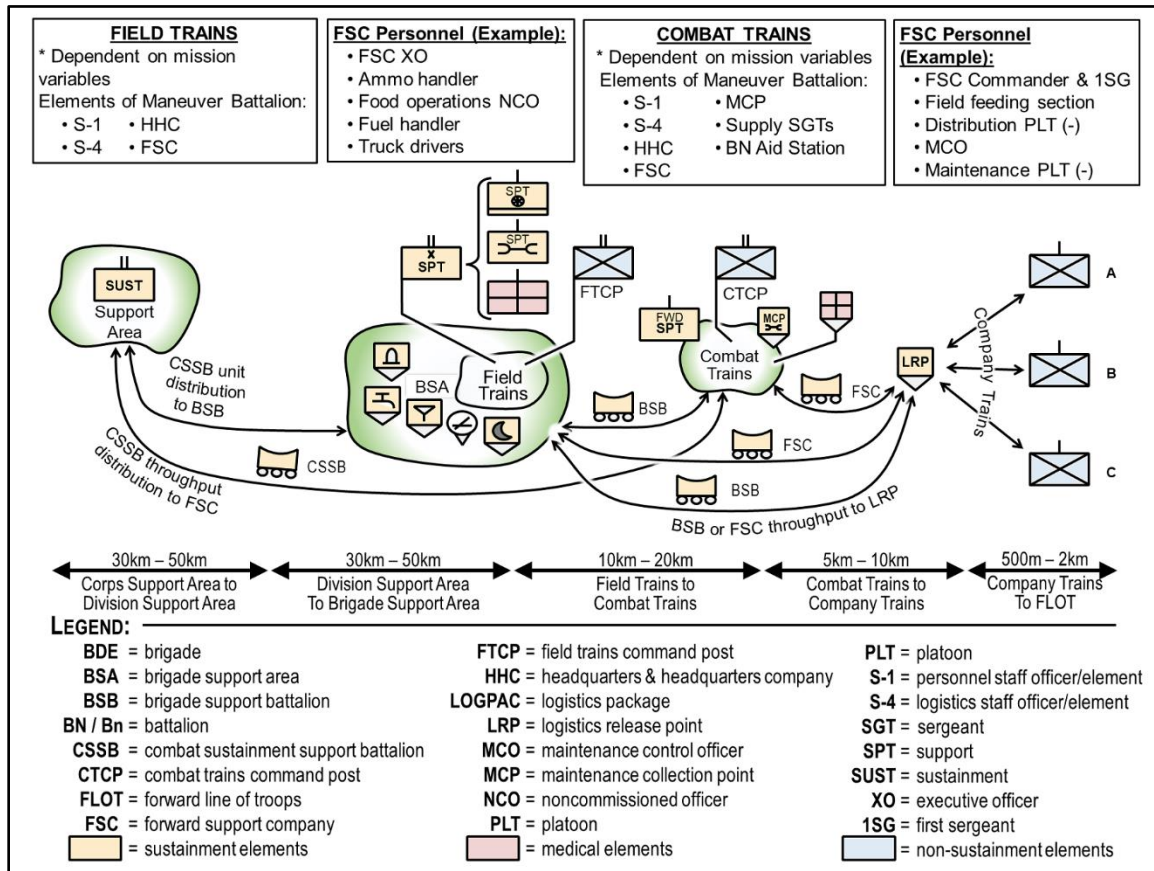 FIELD TRAINS
* Dependent on mission
variables
Elements of Maneuver Battalion:
• S-1 • HHC
• S-4 • FSC
FSC Personnel (Example):
• FSC XO
• Ammo handler
• Food operations NCO
• Fuel handler
• Truck drivers
COMBAT TRAINS
* Dependent on mission variables
Elements of Maneuver Battalion:
• S-1 • MCP
• S-4 • Supply SGTs
• HHC • BN Aid Station
• FSC
FSC Personnel
(Example):
• FSC Commander & 1SG
• Field feeding section
• Distribution PLT (-)
• MCO
• Maintenance PLT (-)
SUST
Support
Area
SPT
SPT
X
SPT
FTCP
CTCP
FWD
SPT
MCP
Combat
Trains
Field
Trains
BSA
LRP
A
B
C
Company Trains
CSSB unit
distribution
to BSB
CSSB throughput
distribution to FSC
CSSB
BSB
FSC
FSC
BSB
BSB or FSC throughput to LRP
30km – 50km
Corps Support Area to
Division Support Area
30km – 50km
Division Support Area
To Brigade Support Area
10km – 20km
Field Trains to
Combat Trains
5km – 10km
Combat Trains to
Company Trains
500m – 2km
Company Trains
To FLOT
LEGEND:
BDE = brigade
BSA = brigade support area
BSB = brigade support battalion
BN / Bn = battalion
CSSB = combat sustainment support battalion
CTCP = combat trains command post
FLOT = forward line of troops
FSC = forward support company
= sustainment elements
FTCP = field trains command post
HHC = headquarters & headquarters company
LOGPAC = logistics package
LRP = logistics release point
MCO = maintenance control officer
MCP = maintenance collection point
NCO = noncommissioned officer
PLT = platoon
= medical elements
PLT = platoon
S-1 = personnel staff officer/element
S-4 = logistics staff officer/element
SGT = sergeant
SPT = support
SUST = sustainment
XO = executive officer
1SG = first sergeant
= non-sustainment elements